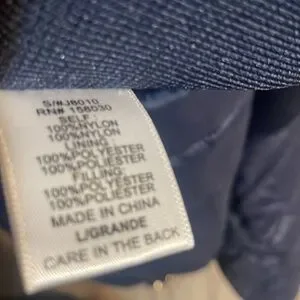 S/#J8010
RN# 158030
SELF:
100%NYLON
100%NYLON
LINING:
100%POLYESTER
100%POLIESTER
FILLING:
100%POLYESTER
100%POLIESTER
MADE IN CHINA
L/GRANDE
CARE IN THE BACK